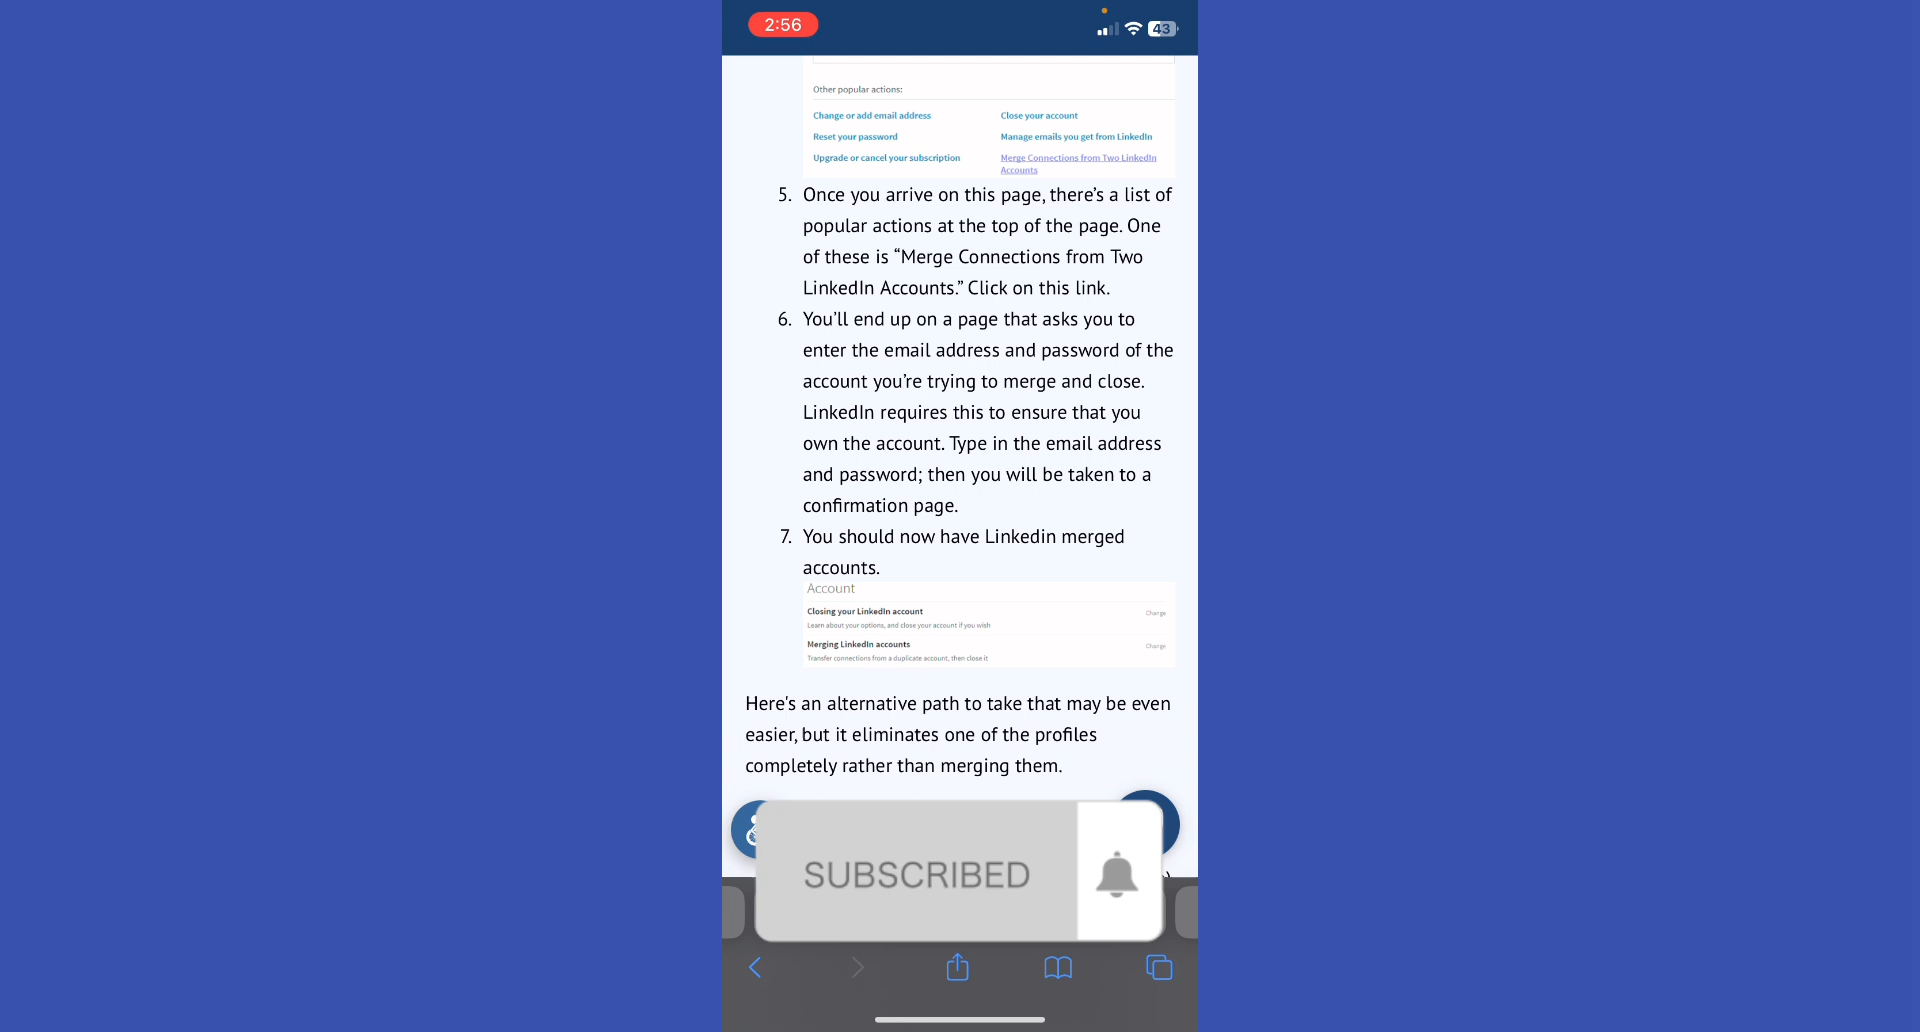 2:56
43
Other popular actions:
Change or add email address
Close your account
Reset your password
Manage emails you get from LinkedIn
Upgrade or cancel your subscription
Merge Connections from Two LinkedIn
Accounts
5. Once you arrive on this page, there’s a list of
popular actions at the top of the page. One
of these is “Merge Connections from Two
LinkedIn Accounts.” Click on this link.
6. You’ll end up on a page that asks you to
enter the email address and password of the
account you’re trying to merge and close.
LinkedIn requires this to ensure that you
own the account. Type in the email address
and password; then you will be taken to a
confirmation page.
7. You should now have Linkedin merged
accounts.
Account
Closing your LinkedIn account
Change
Learn about your options, and close your account if you wish
Merging LinkedIn accounts
Change
Transfer connections from a duplicate account, then close it
Here's an alternative path to take that may be even
easier, but it eliminates one of the profiles
completely rather than merging them.
SUBSCRIBED